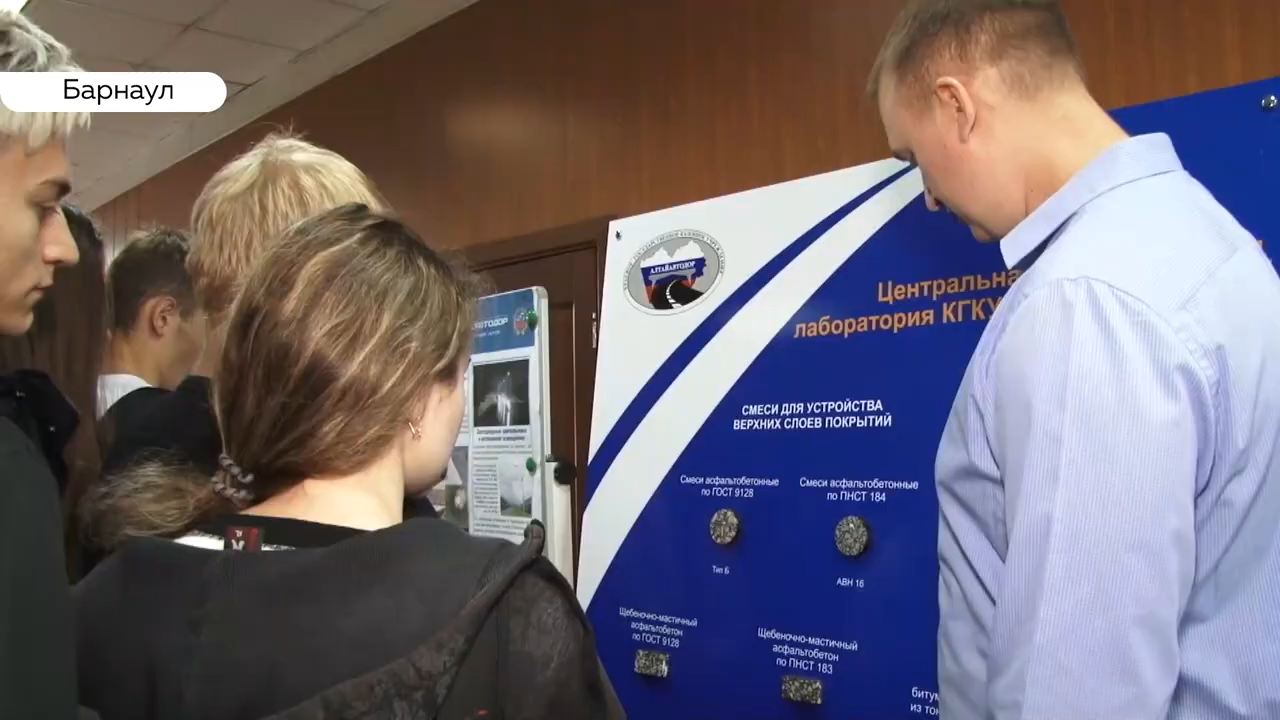 Барнаул
АЛТАЙАВТОДОР
Центральна
лаборатория КГКУ
СМЕСИ ДЛЯ УСТРОЙСТВА
ВЕРХНИХ СЛОЕВ ПОКРЫТИЙ
Смеси асфальтобетонные
по ГОСТ 9128
Смеси асфальтобетонные
по ПНСТ 184
Тип Б
АВН 16
Щебеночно-мастичный
асфальтобетон
по ГОСТ 9128
Щебеночно-мастичный
асфальтобетон
по ПНСТ 183
битум
из тон